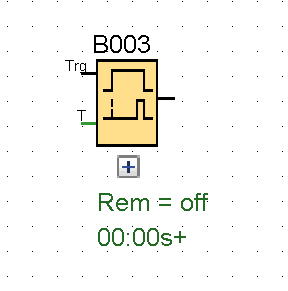 B003
Trg
T
Rem = off
00:00s+